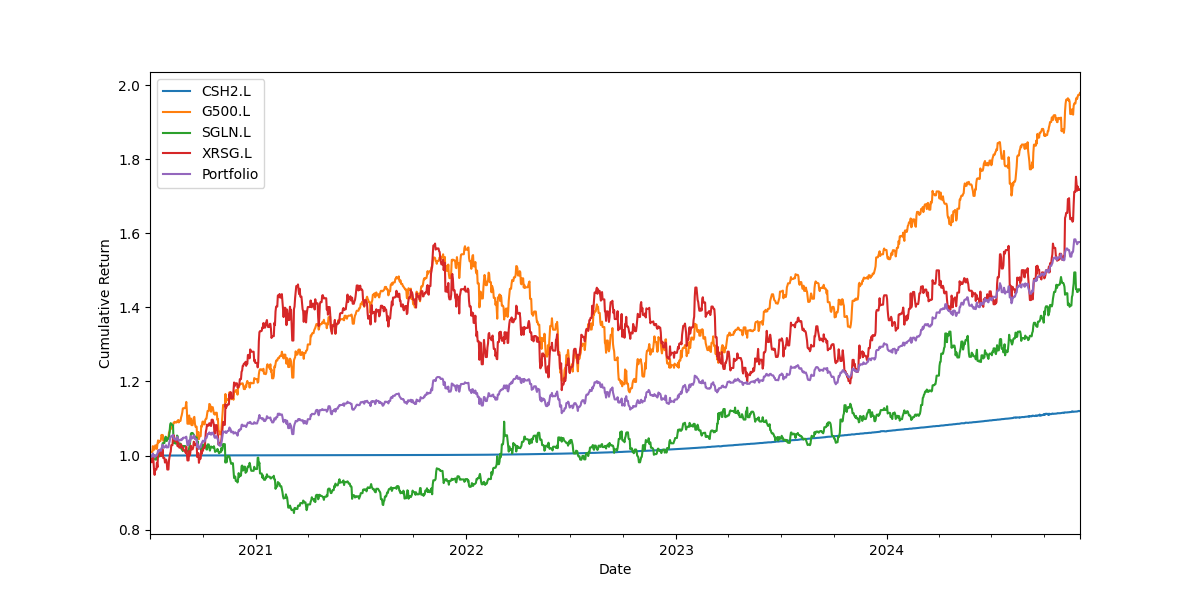 2.0
1.8
1.6
1.4
1.2
1.0
0.8
Cumulative Return
CSH2.L
G500.L
SGLN.L
XRSG.L
Portfolio
2021
2022
2023
2024
Date